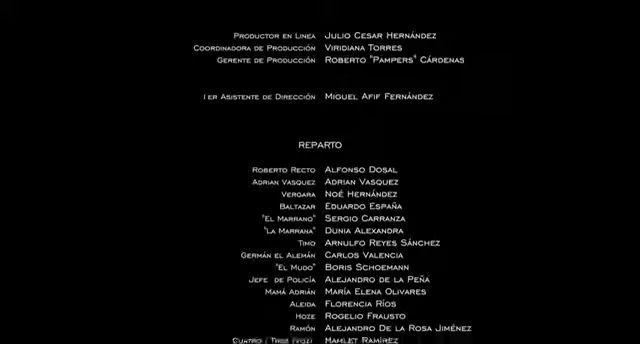 Productor en Linea Julio Cesar Hernández
Coordinadora de Producción Viridiana Torres
Gerente de Producción Roberto "Pampers" Cárdenas
1er Asistente de Dirección Miguel Afif Fernández
REPARTO
Roberto Recto Alfonso Dosal
Adrian Vasquez Adrian Vasquez
Vergara Noé Hernández
Baltazar Eduardo España
"El Marrano" Sergio Carranza
"La Marrana" Dunia Alexandra
Timo Arnulfo Reyes Sánchez
Germán el Alemán Carlos Valencia
"El Mudo" Boris Schoemann
Jefe de Policía Alejandro de la Peña
Mamá Adrián María Elena Olivares
Aleida Florencia Ríos
Hoze Rogelio Frausto
Ramón Alejandro De la Rosa Jiménez
Hamlet Ramírez